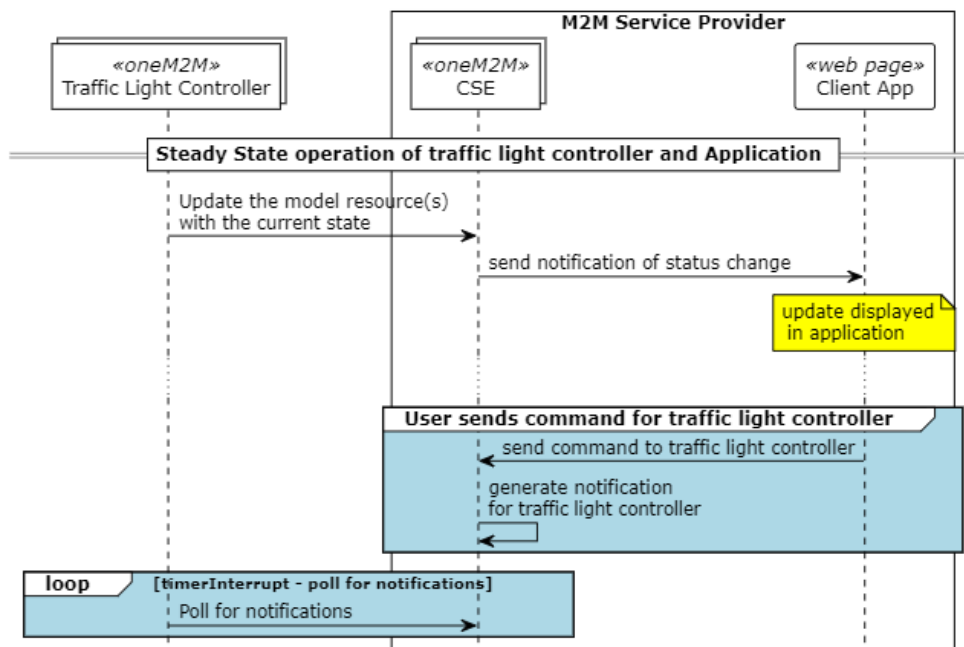 M2M Service Provider
«oneM2M»
Traffic Light Controller
«oneM2M»
CSE
«web page»
Client App
Steady State operation of traffic light controller and Application
Update the model resource(s)
with the current state
send notification of status change
update displayed
in application
User sends command for traffic light controller
send command to traffic light controller
generate notification
for traffic light controller
loop
[timerInterrupt - poll for notifications]
Poll for notifications